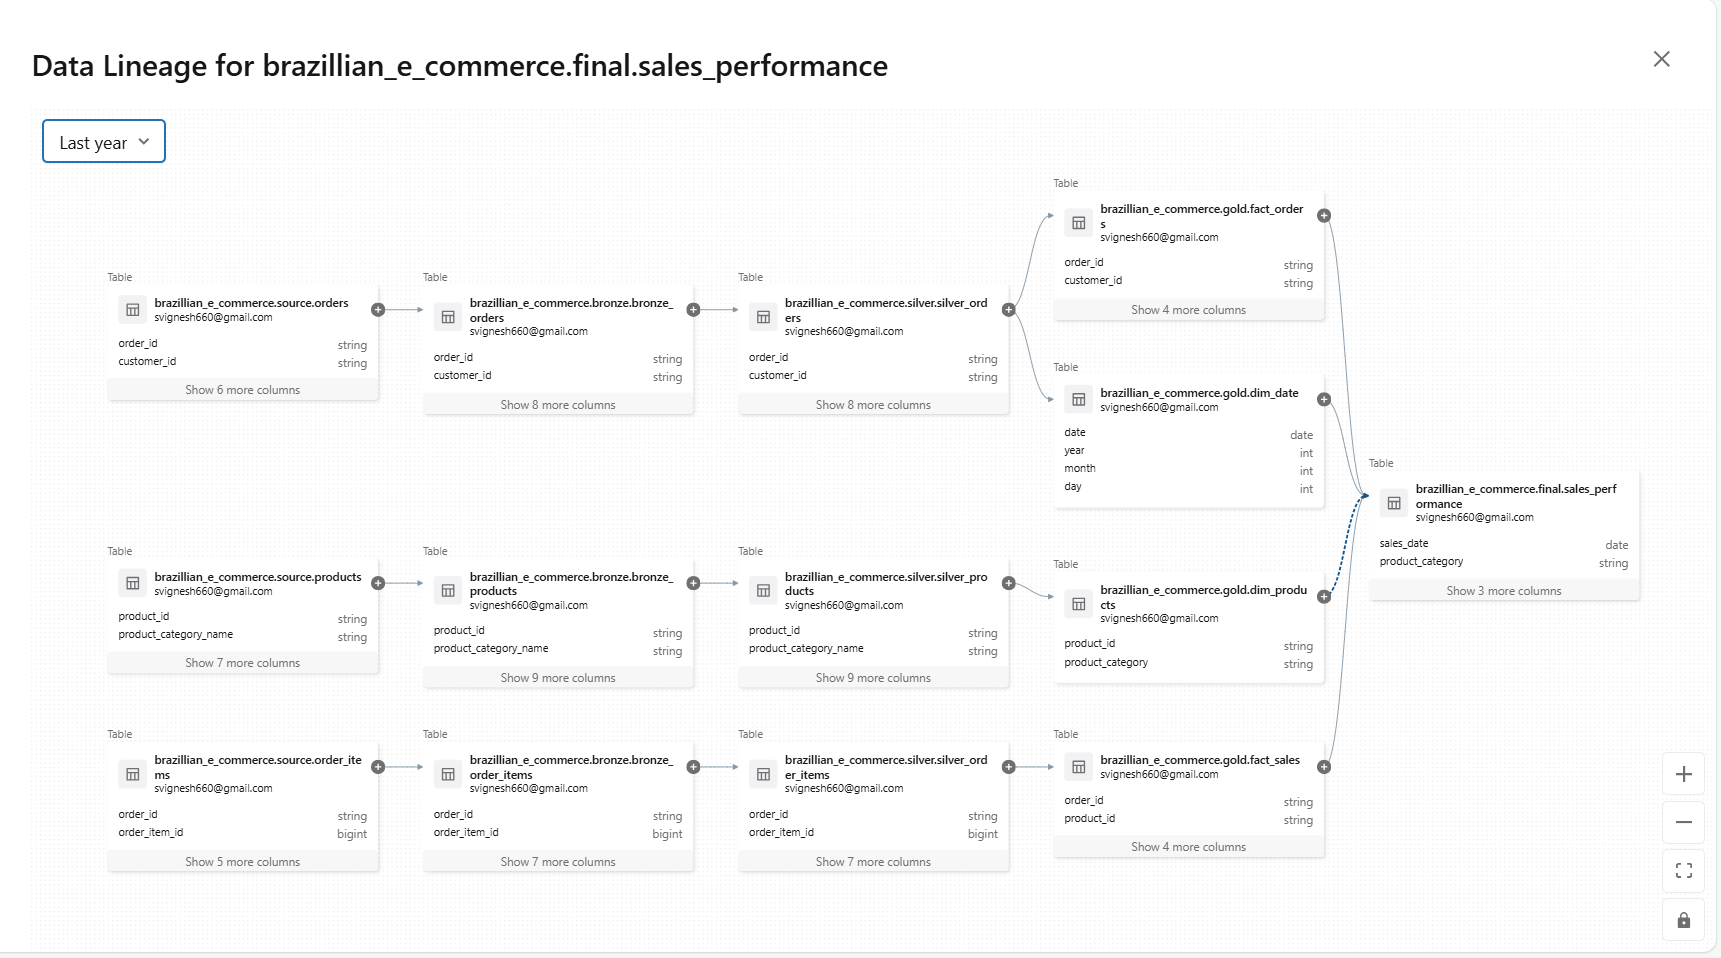 Data Lineage for brazillian_e_commerce.final.sales_performance
Last year
Table
brazillian_e_commerce.source.orders
svignesh660@gmail.com
order_id string
customer_id string
Show 6 more columns
Table
brazillian_e_commerce.bronze.bronze_
orders
svignesh660@gmail.com
order_id string
customer_id string
Show 8 more columns
Table
brazillian_e_commerce.silver.silver_ord
ers
svignesh660@gmail.com
order_id string
customer_id string
Show 8 more columns
Table
brazillian_e_commerce.gold.fact_order
s
svignesh660@gmail.com
order_id string
customer_id string
Show 4 more columns
Table
brazillian_e_commerce.gold.dim_date
svignesh660@gmail.com
date date
year int
month int
day int
Table
brazillian_e_commerce.final.sales_perf
ormance
svignesh660@gmail.com
sales_date date
product_category string
Show 3 more columns
Table
brazillian_e_commerce.source.products
svignesh660@gmail.com
product_id string
product_category_name string
Show 7 more columns
Table
brazillian_e_commerce.bronze.bronze_
products
svignesh660@gmail.com
product_id string
product_category_name string
Show 9 more columns
Table
brazillian_e_commerce.silver.silver_pro
ducts
svignesh660@gmail.com
product_id string
product_category_name string
Show 9 more columns
Table
brazillian_e_commerce.gold.dim_produ
cts
svignesh660@gmail.com
product_id string
product_category string
Table
brazillian_e_commerce.source.order_ite
ms
svignesh660@gmail.com
order_id string
order_item_id bigint
Show 5 more columns
Table
brazillian_e_commerce.bronze.bronze_
order_items
svignesh660@gmail.com
order_id string
order_item_id bigint
Show 7 more columns
Table
brazillian_e_commerce.silver.silver_ord
er_items
svignesh660@gmail.com
order_id string
order_item_id bigint
Show 7 more columns
Table
brazillian_e_commerce.gold.fact_sales
svignesh660@gmail.com
order_id string
product_id string
Show 4 more columns